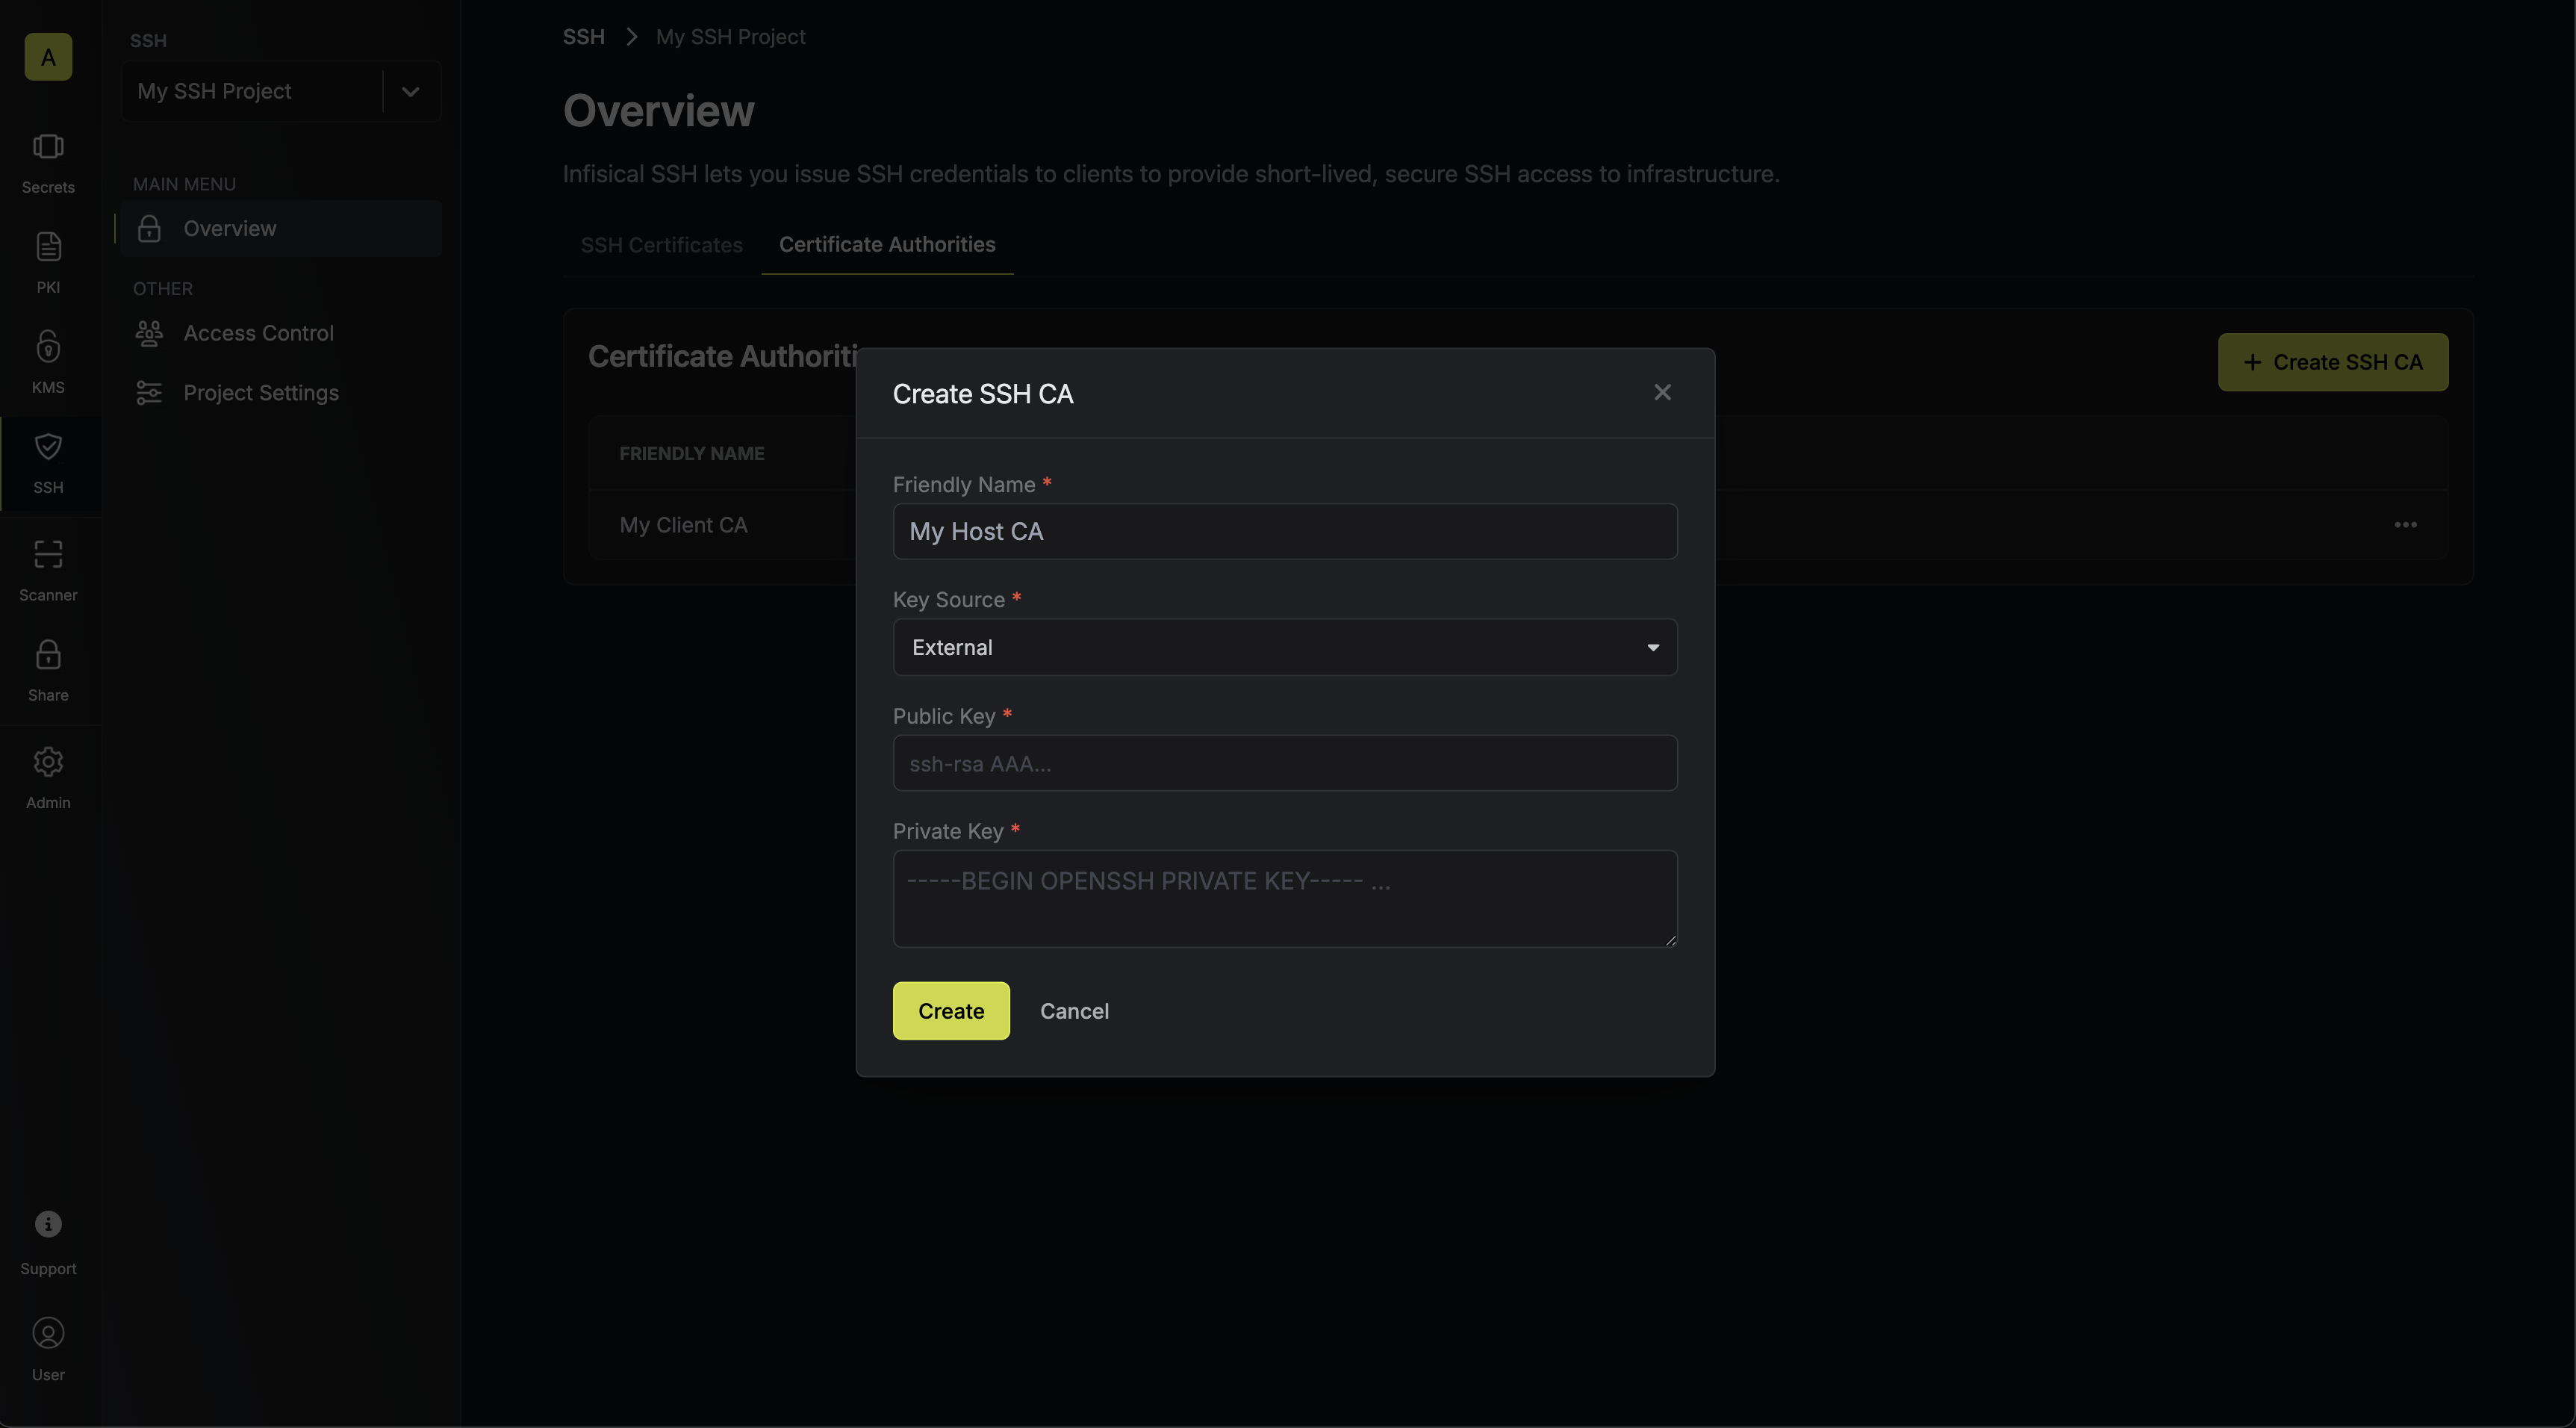 A
Secrets
PKI
KMS
SSH
Scanner
Share
Admin
Support
User
SSH
My SSH Project
MAIN MENU
Overview
OTHER
Access Control
Project Settings
SSH
My SSH Project
Overview
Infisical SSH lets you issue SSH credentials to clients to provide short-lived, secure SSH access to infrastructure.
SSH Certificates
Certificate Authorities
Certificate Authoriti
+ Create SSH CA
FRIENDLY NAME
My Client CA
Create SSH CA
Friendly Name *
My Host CA
Key Source *
External
Public Key *
ssh-rsa AAA...
Private Key *
-----BEGIN OPENSSH PRIVATE KEY----- ...
Create
Cancel